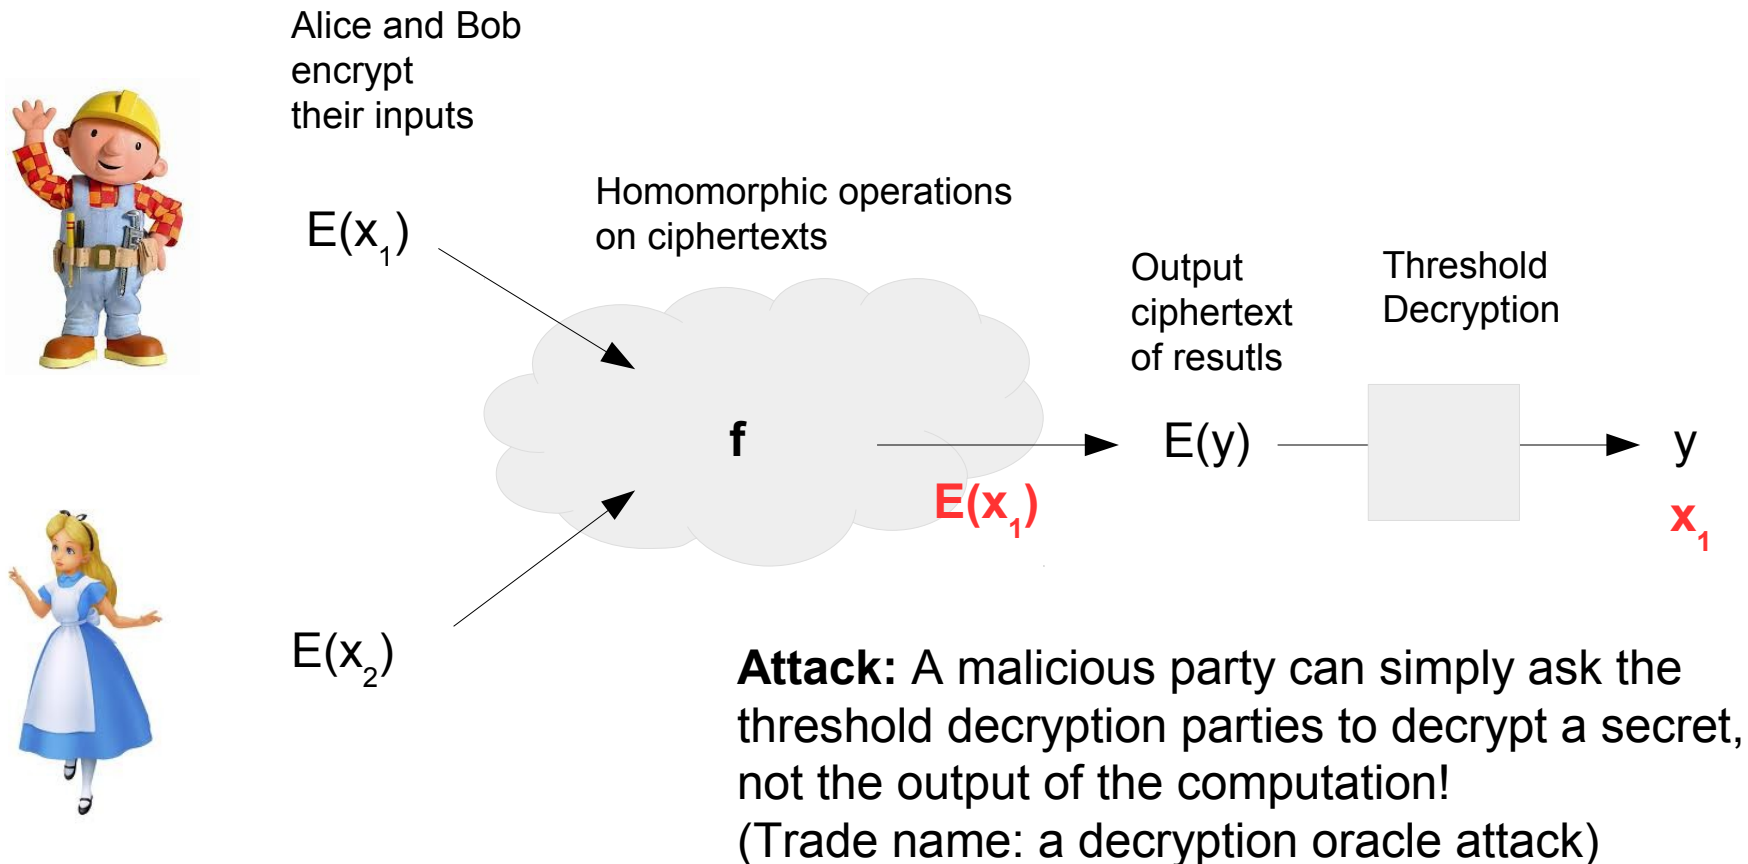 Alice and Bob
encrypt
their inputs
E(x₁)
Homomorphic operations
on ciphertexts
Output
ciphertext
of resutls
Threshold
Decryption
f
E(y)
y
E(x₁)
x₁
E(x₂)
Attack: A malicious party can simply ask the
threshold decryption parties to decrypt a secret,
not the output of the computation!
(Trade name: a decryption oracle attack)